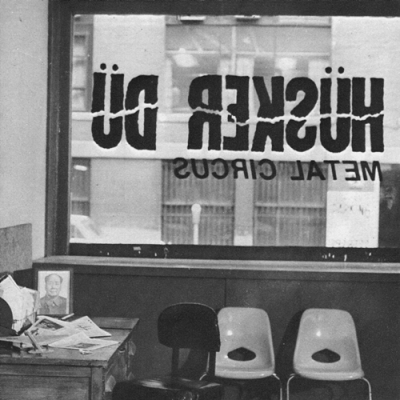 HÜSKER DÜ
METAL CIRCUS